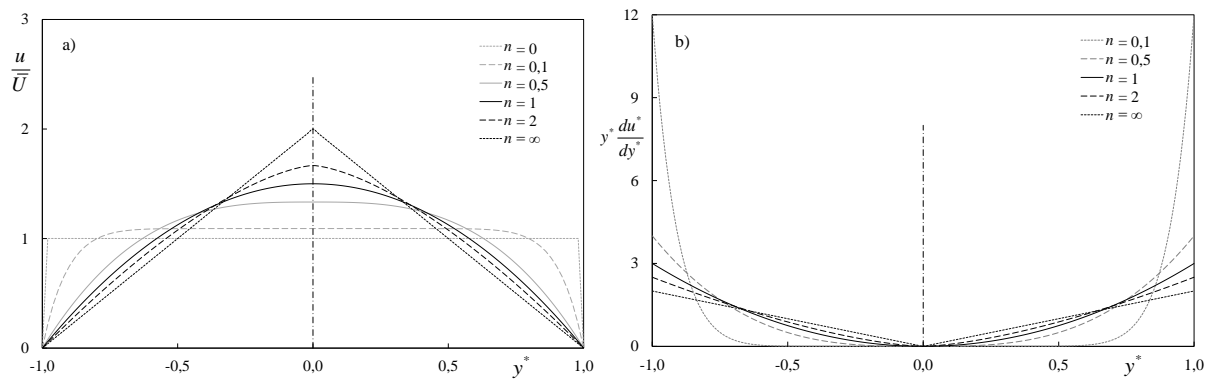 3
a)
u
Ū
n = 0
n = 0,1
n = 0,5
n = 1
n = 2
n = ∞
2
1
0
-1,0
-0,5
0,0
0,5
y*
1,0
12
b)
n = 0,1
n = 0,5
n = 1
n = 2
n = ∞
9
y* du*
dy*
6
3
0
-1,0
-0,5
0,0
0,5
y*
1,0